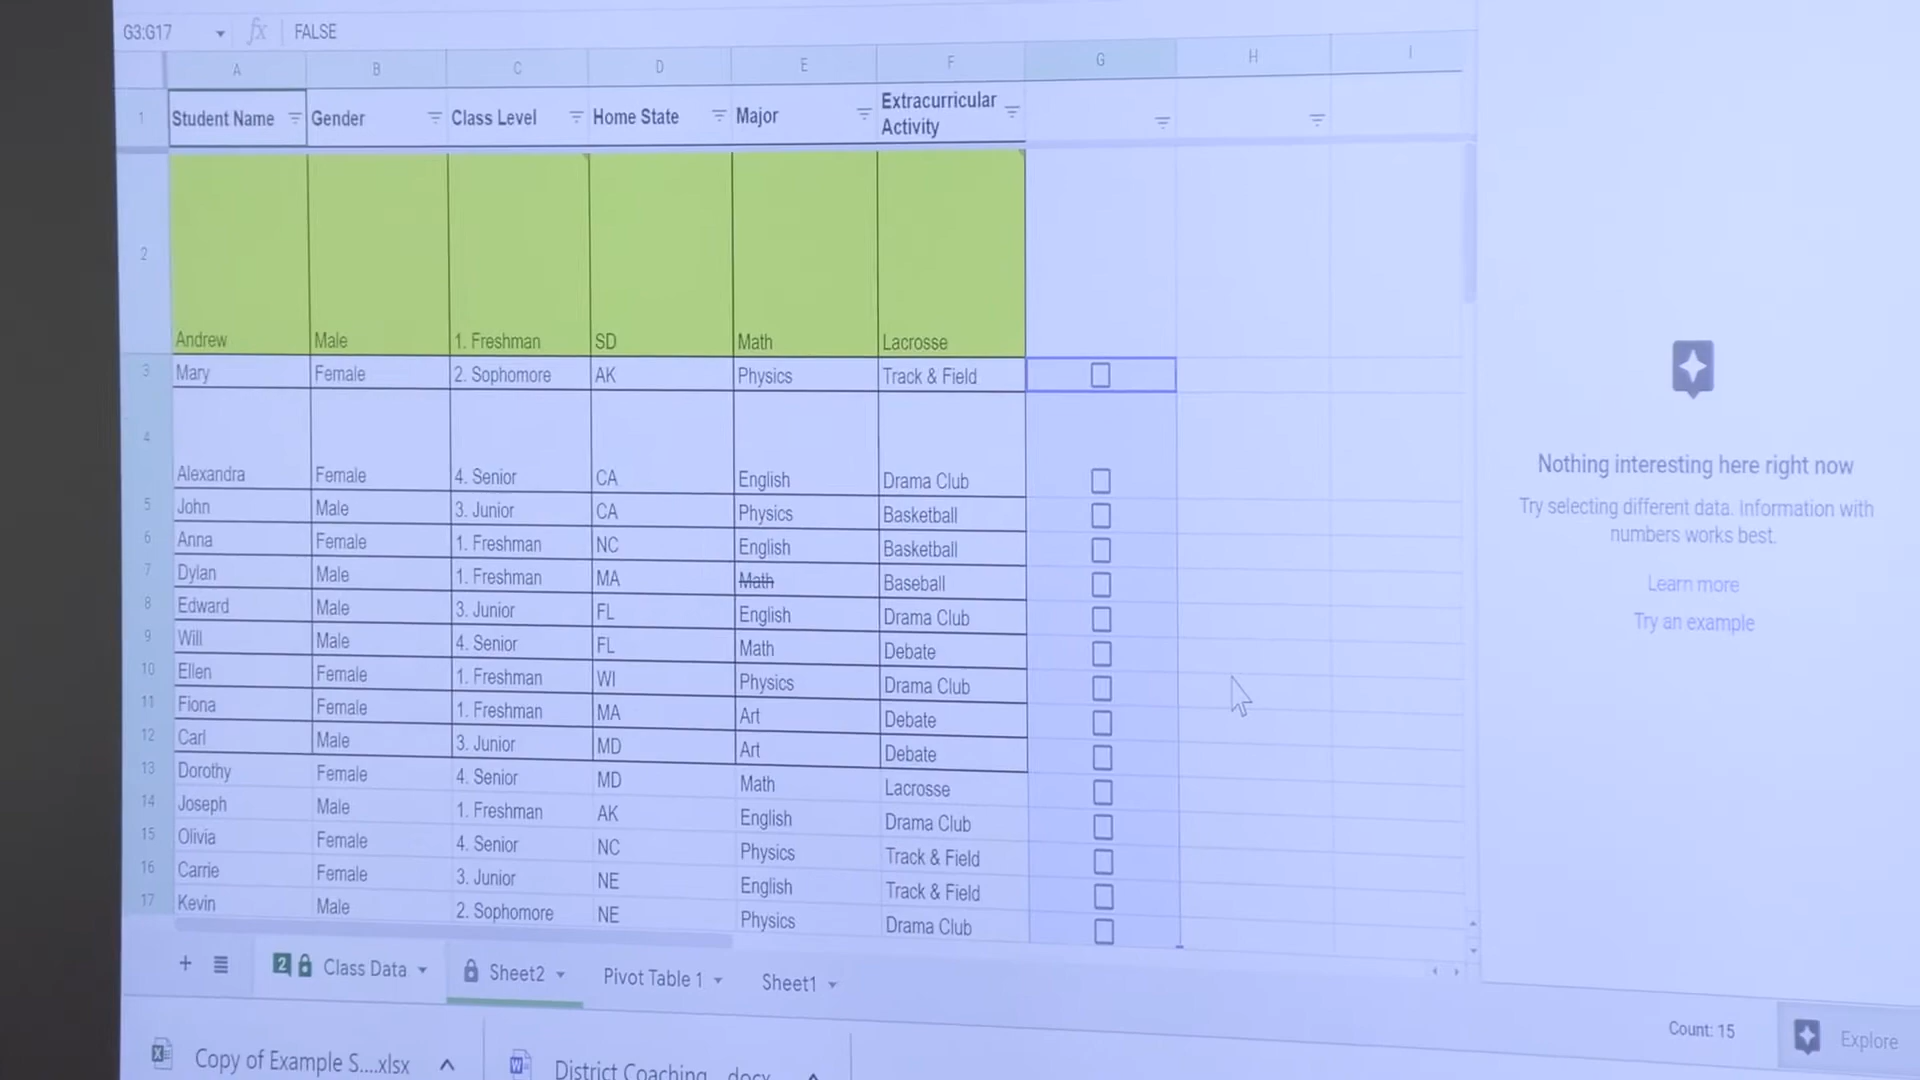 G3:G17 fx FALSE
A B C D E F G H I
1 Student Name Gender Class Level Home State Major Extracurricular Activity
2 Andrew Male 1. Freshman SD Math Lacrosse
3 Mary Female 2. Sophomore AK Physics Track & Field
4 Alexandra Female 4. Senior CA English Drama Club
5 John Male 3. Junior CA Physics Basketball
6 Anna Female 1. Freshman NC English Basketball
7 Dylan Male 1. Freshman MA Math Baseball
8 Edward Male 3. Junior FL English Drama Club
9 Will Male 4. Senior FL Math Debate
10 Ellen Female 1. Freshman WI Physics Drama Club
11 Fiona Female 1. Freshman MA Art Debate
12 Carl Male 3. Junior MD Art Debate
13 Dorothy Female 4. Senior MD Math Lacrosse
14 Joseph Male 1. Freshman AK English Drama Club
15 Olivia Female 4. Senior NC Physics Track & Field
16 Carrie Female 3. Junior NE English Track & Field
17 Kevin Male 2. Sophomore NE Physics Drama Club
Nothing interesting here right now
Try selecting different data. Information with
numbers works best.
Learn more
Try an example
2 Class Data Sheet2 Pivot Table 1 Sheet1
Count: 15 Explore
Copy of Example S....xlsx District Coaching ...docx